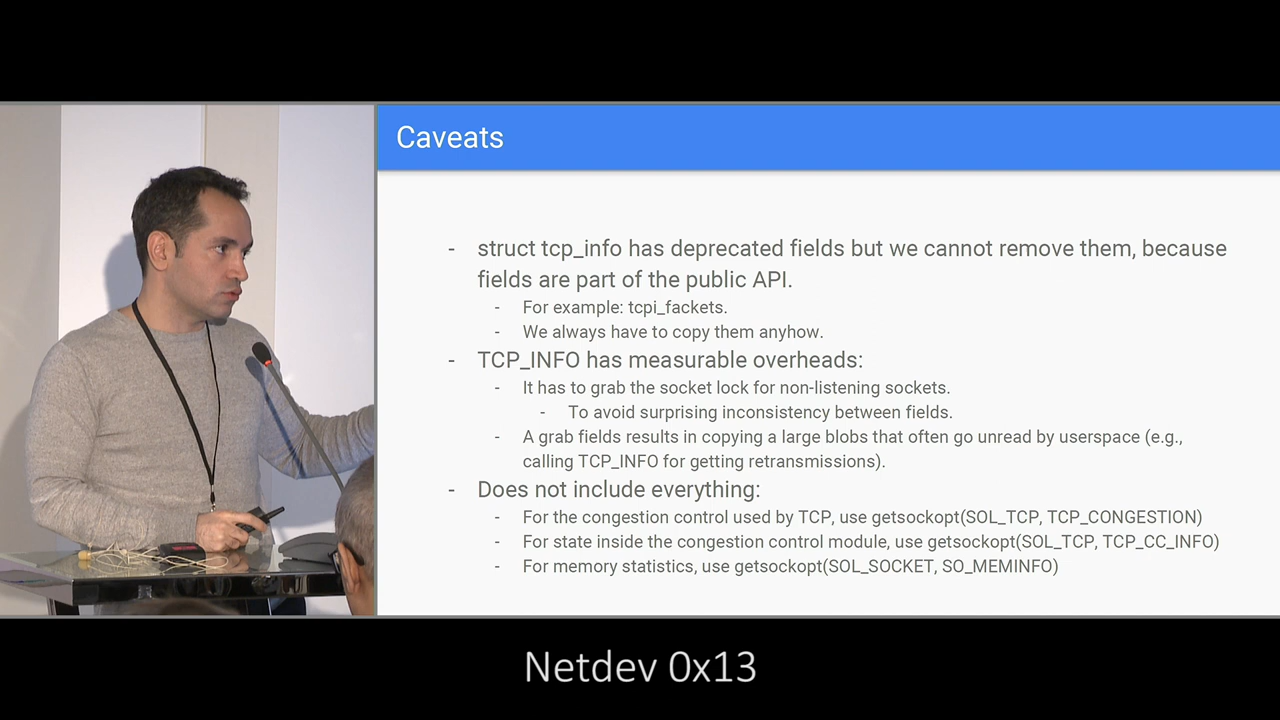 Caveats
- struct tcp_info has deprecated fields but we cannot remove them, because
fields are part of the public API.
- For example: tcpi_fackets.
- We always have to copy them anyhow.
- TCP_INFO has measurable overheads:
- It has to grab the socket lock for non-listening sockets.
- To avoid surprising inconsistency between fields.
- A grab fields results in copying a large blobs that often go unread by userspace (e.g.,
calling TCP_INFO for getting retransmissions).
- Does not include everything:
- For the congestion control used by TCP, use getsockopt(SOL_TCP, TCP_CONGESTION)
- For state inside the congestion control module, use getsockopt(SOL_TCP, TCP_CC_INFO)
- For memory statistics, use getsockopt(SOL_SOCKET, SO_MEMINFO)
Netdev 0x13